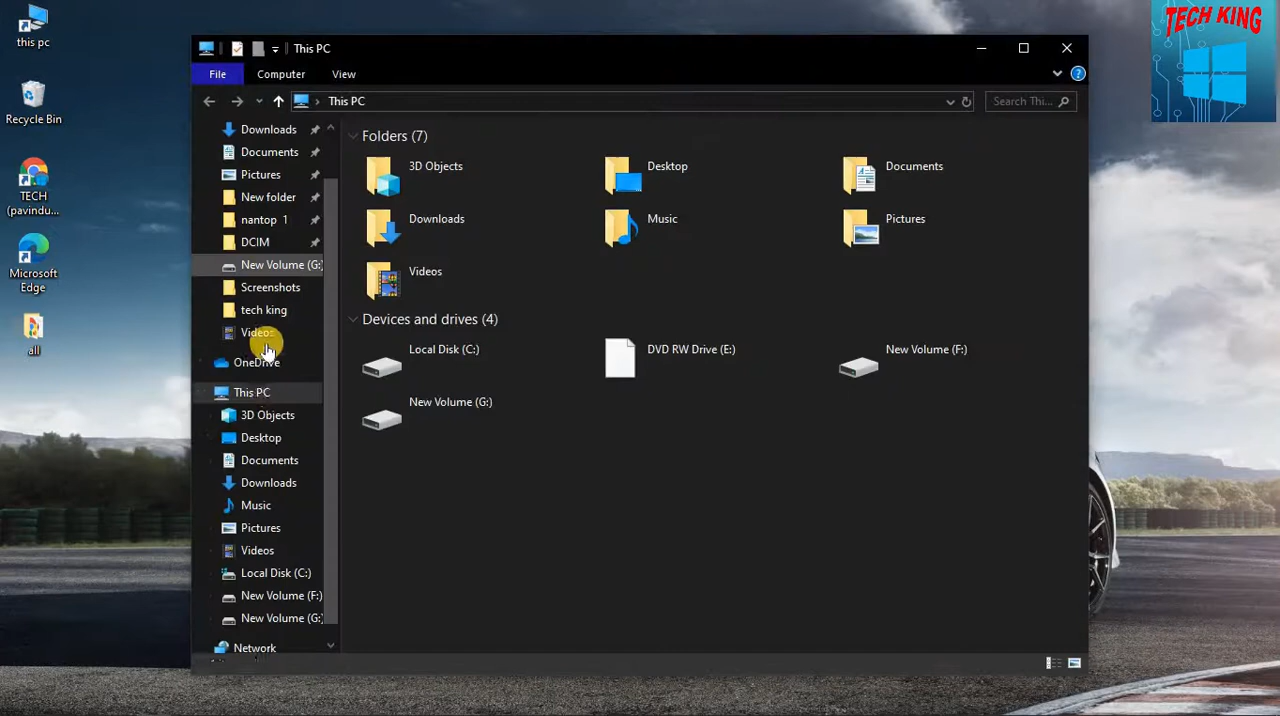 this pc
Recycle Bin
TECH
(pavindu...
Microsoft
Edge
all
TECH KING
This PC
File
Computer
View
?
This PC
Search Thi...
Downloads
Documents
Pictures
New folder
nantop 1
DCIM
New Volume (G:)
Screenshots
tech king
Videos
OneDrive
This PC
3D Objects
Desktop
Documents
Downloads
Music
Pictures
Videos
Local Disk (C:)
New Volume (F:)
New Volume (G:)
Network
Folders (7)
3D Objects
Desktop
Documents
Downloads
Music
Pictures
Videos
Devices and drives (4)
Local Disk (C:)
DVD RW Drive (E:)
New Volume (F:)
New Volume (G:)